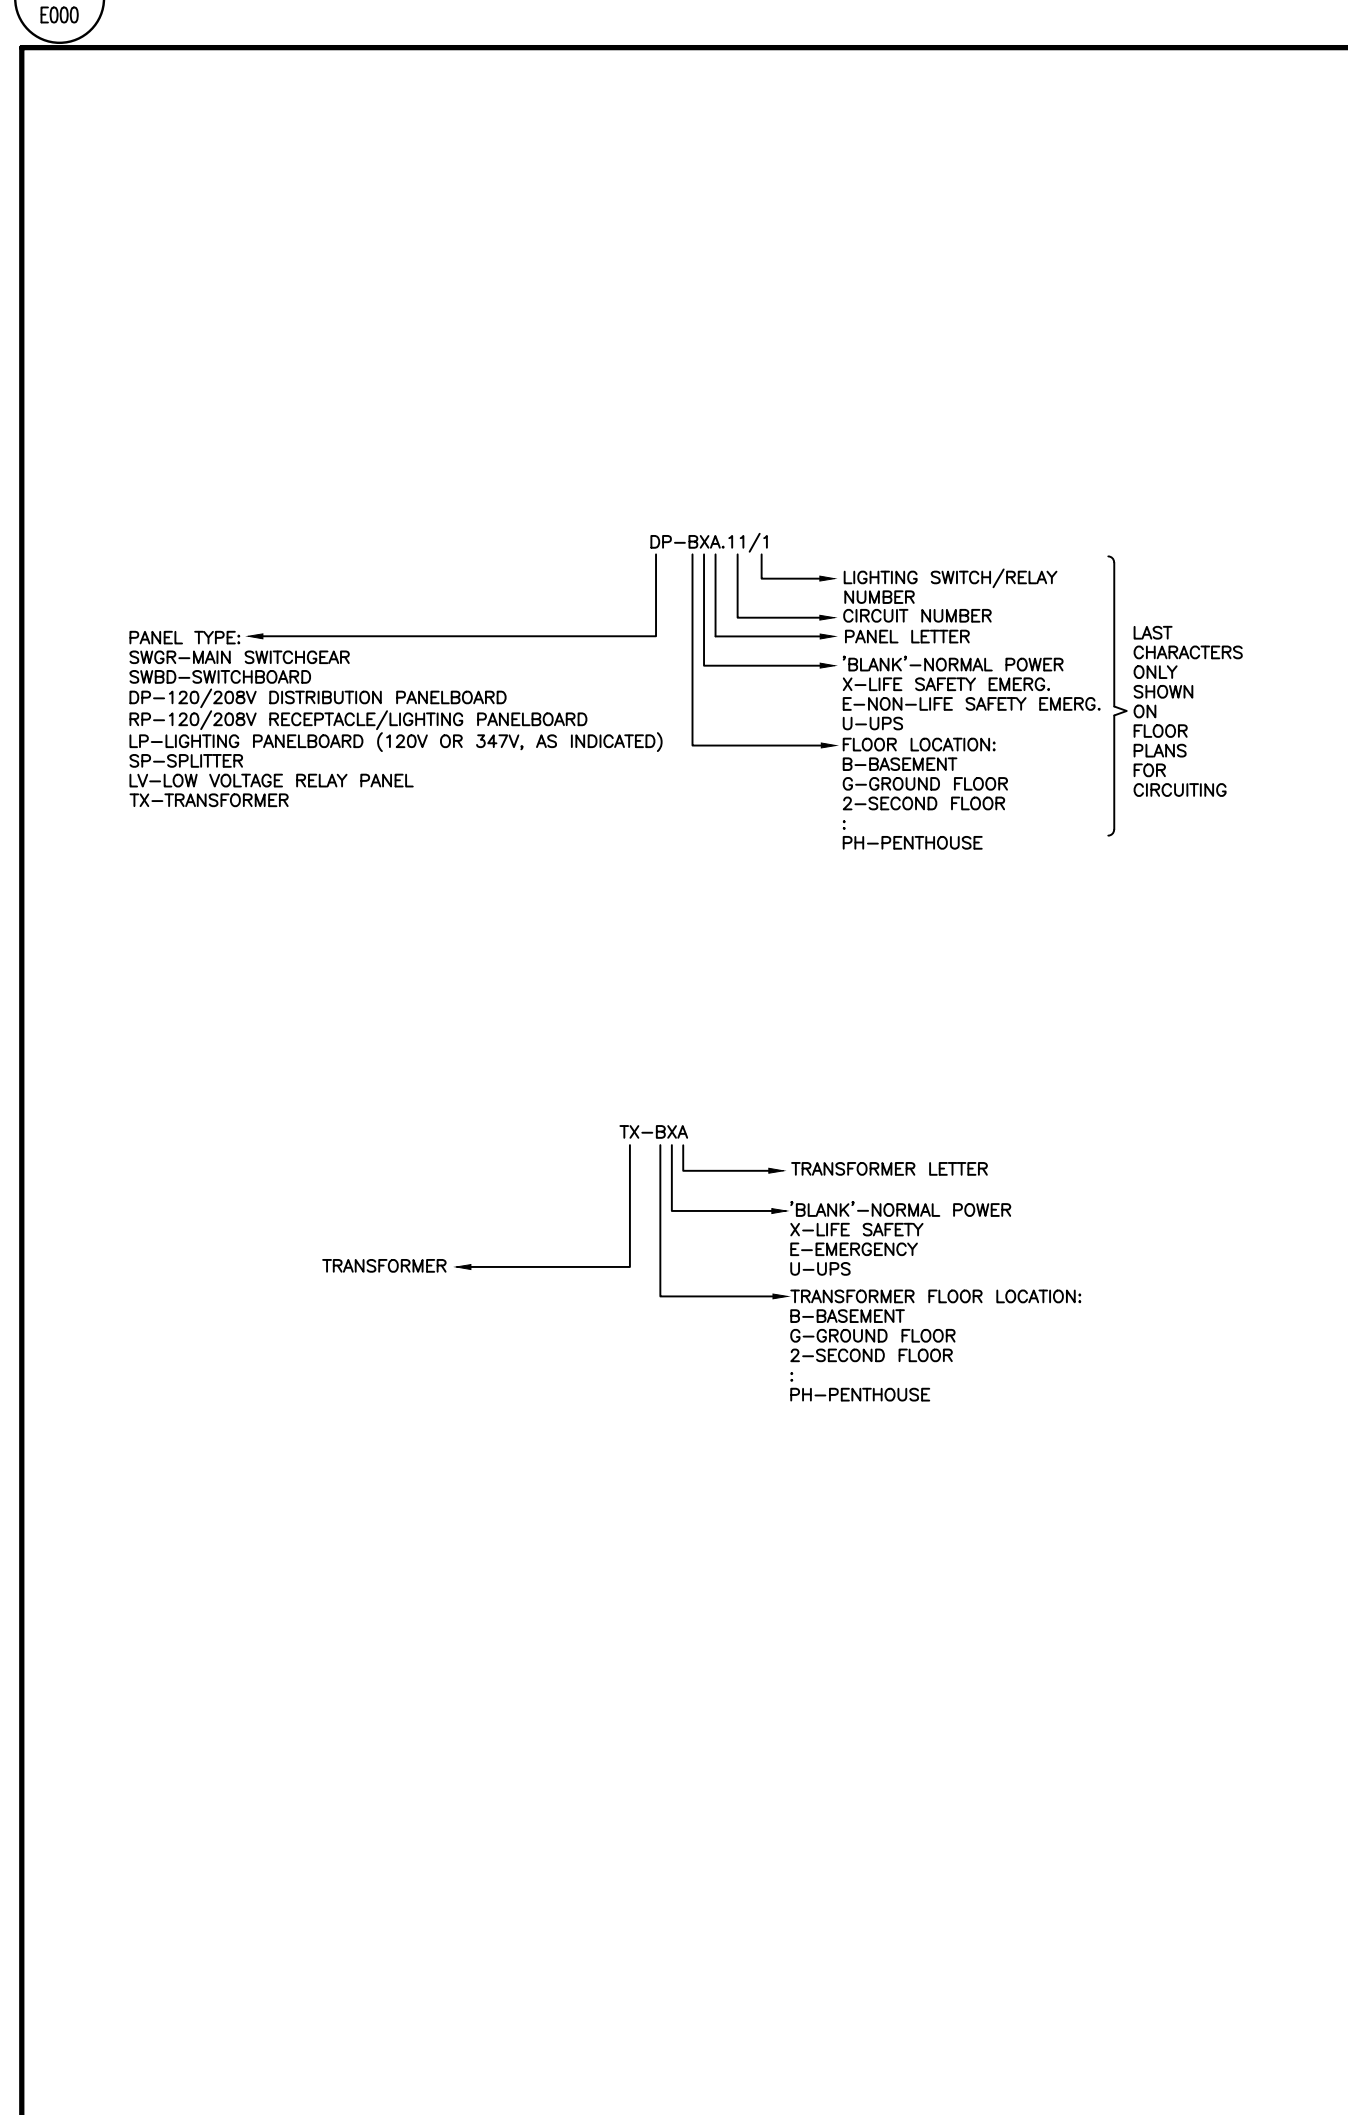 E000
DP-BXA.11/1
LIGHTING SWITCH/RELAY
NUMBER
CIRCUIT NUMBER
PANEL LETTER
'BLANK'-NORMAL POWER
X-LIFE SAFETY EMERG.
E-NON-LIFE SAFETY EMERG.
U-UPS
FLOOR LOCATION:
B-BASEMENT
G-GROUND FLOOR
2-SECOND FLOOR
:
PH-PENTHOUSE
LAST
CHARACTERS
ONLY
SHOWN
ON
FLOOR
PLANS
FOR
CIRCUITING
PANEL TYPE:
SWGR-MAIN SWITCHGEAR
SWBD-SWITCHBOARD
DP-120/208V DISTRIBUTION PANELBOARD
RP-120/208V RECEPTACLE/LIGHTING PANELBOARD
LP-LIGHTING PANELBOARD (120V OR 347V, AS INDICATED)
SP-SPLITTER
LV-LOW VOLTAGE RELAY PANEL
TX-TRANSFORMER
TX-BXA
TRANSFORMER LETTER
'BLANK'-NORMAL POWER
X-LIFE SAFETY
E-EMERGENCY
U-UPS
TRANSFORMER
TRANSFORMER FLOOR LOCATION:
B-BASEMENT
G-GROUND FLOOR
2-SECOND FLOOR
:
PH-PENTHOUSE